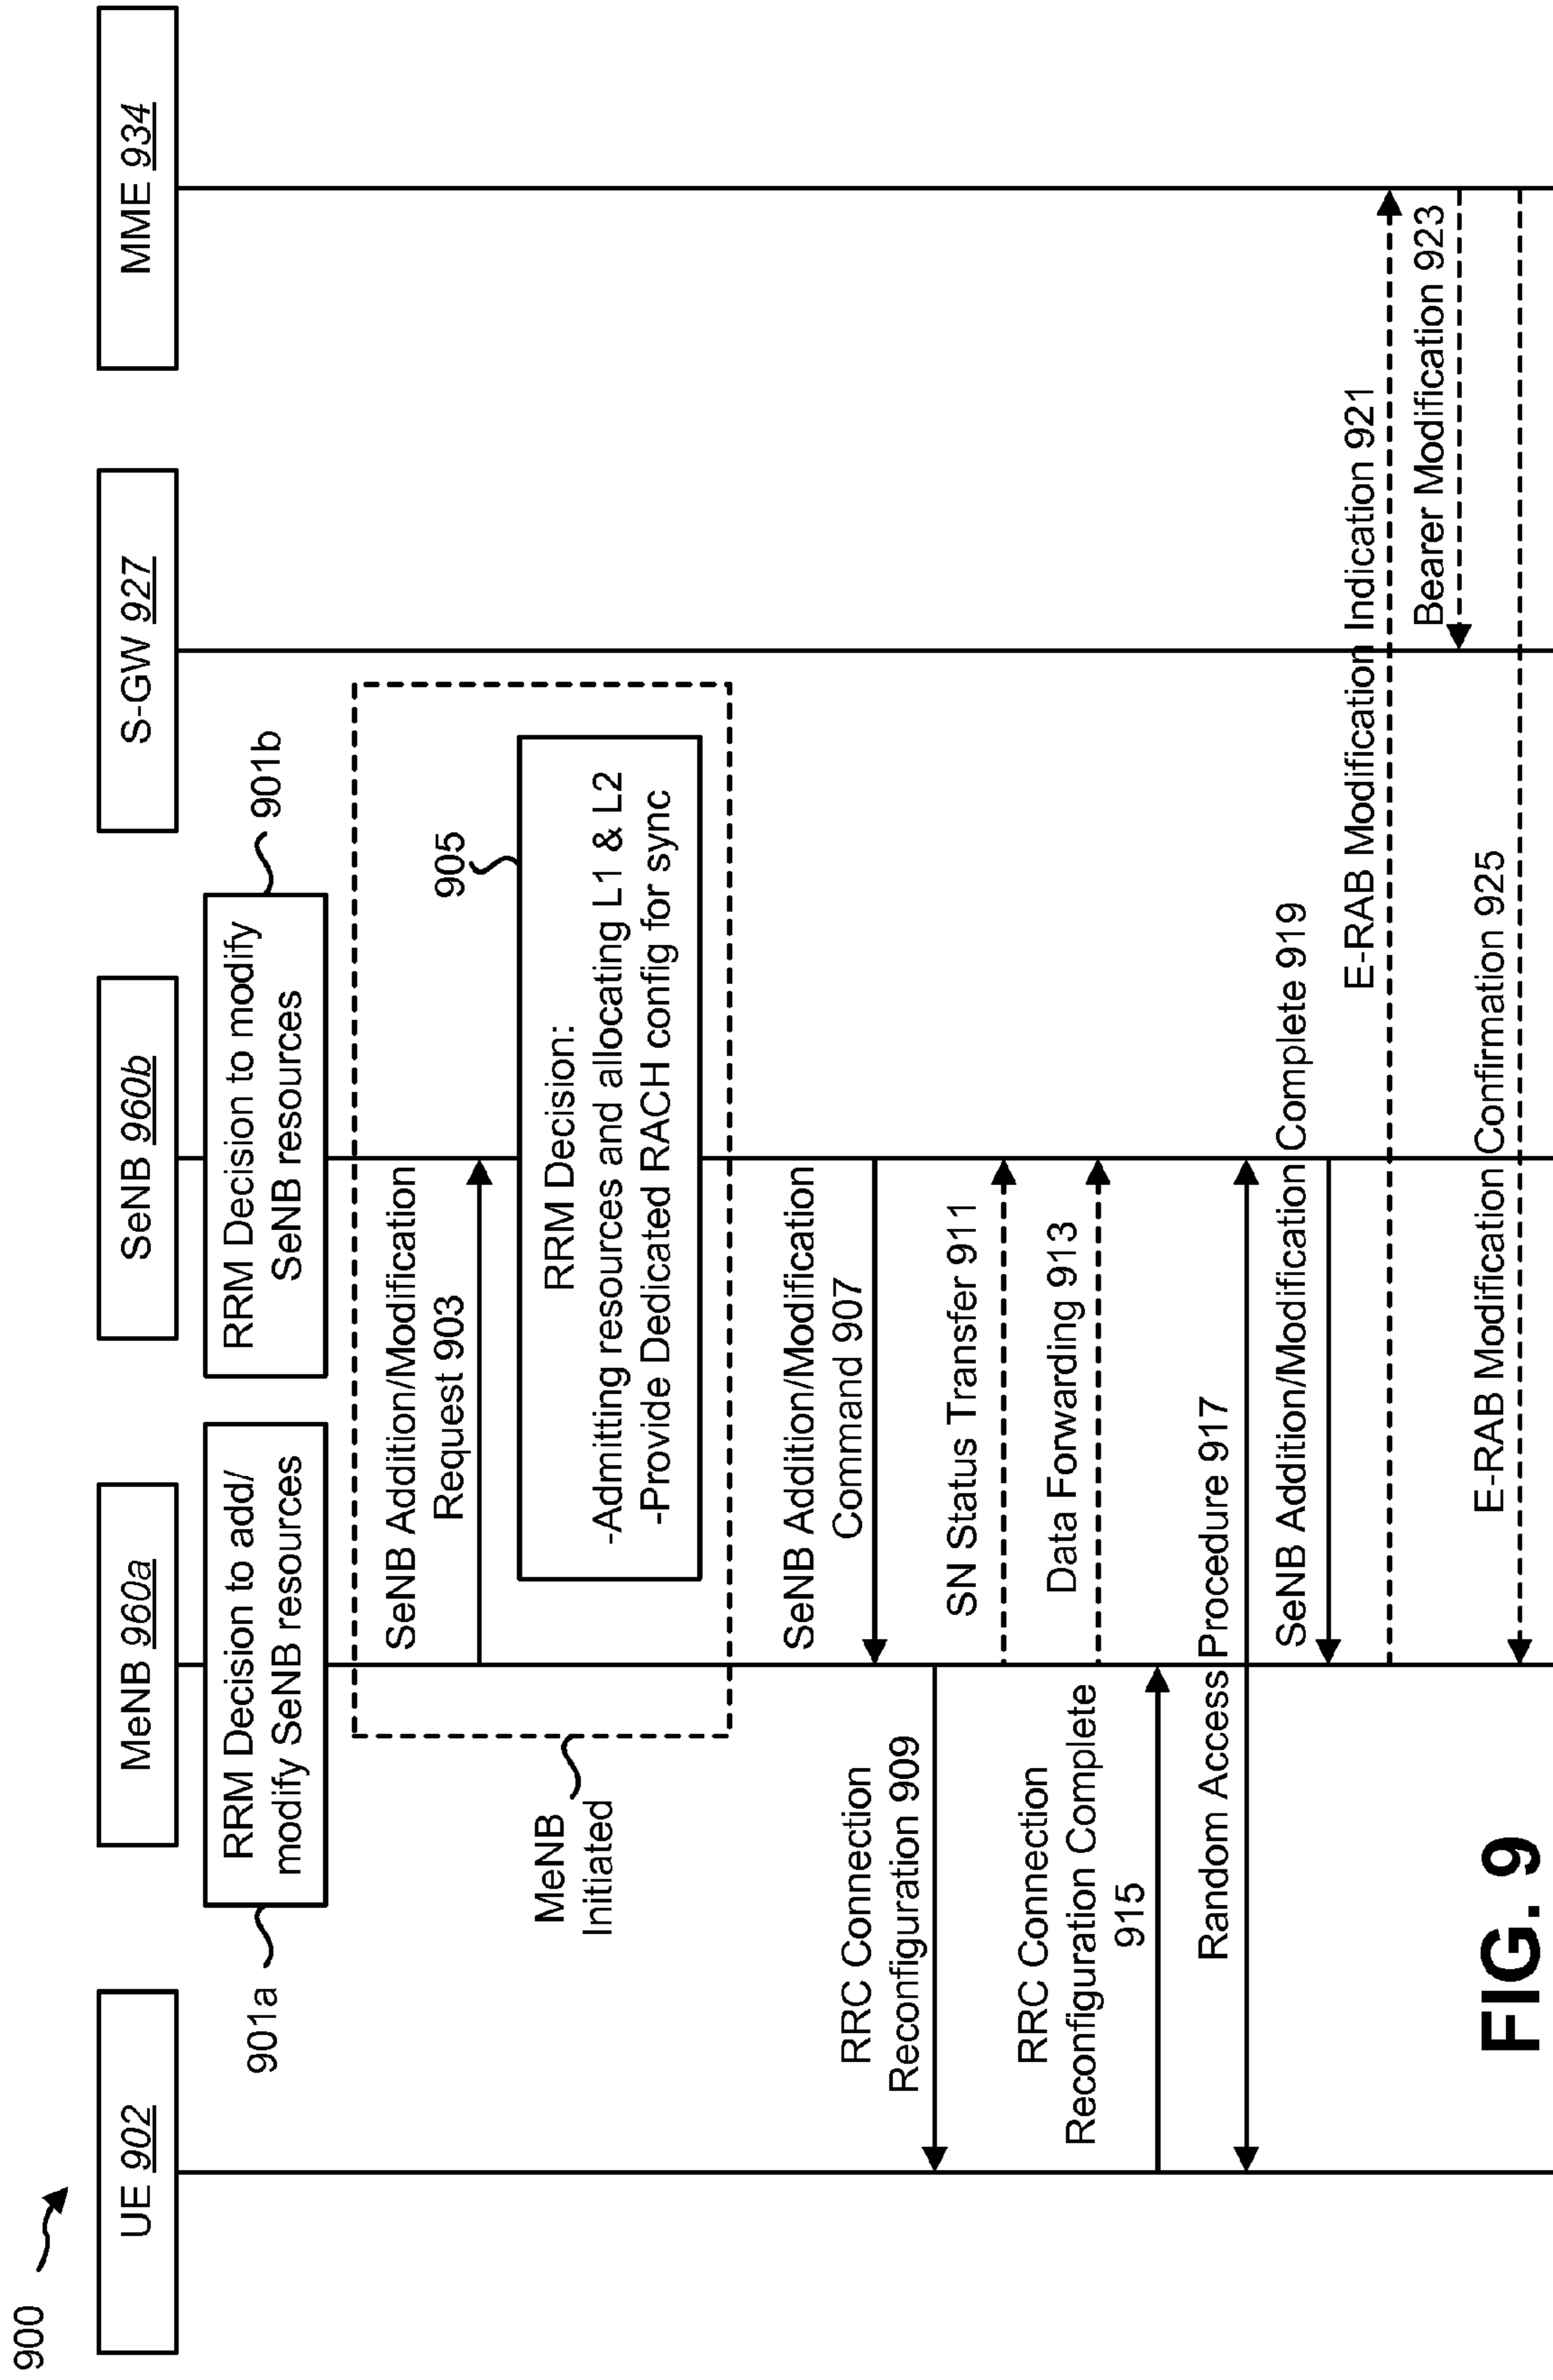 900
UE 902
MeNB 960a
SeNB 960b
S-GW 927
MME 934
901a
RRM Decision to add/
modify SeNB resources
RRM Decision to modify
SeNB resources
901b
MeNB
Initiated
SeNB Addition/Modification
Request 903
905
RRM Decision:
-Admitting resources and allocating L1 & L2
-Provide Dedicated RACH config for sync
SeNB Addition/Modification
Command 907
RRC Connection
Reconfiguration 909
SN Status Transfer 911
Data Forwarding 913
RRC Connection
Reconfiguration Complete
915
Random Access Procedure 917
SeNB Addition/Modification Complete 919
E-RAB Modification Indication 921
Bearer Modification 923
E-RAB Modification Confirmation 925
FIG. 9